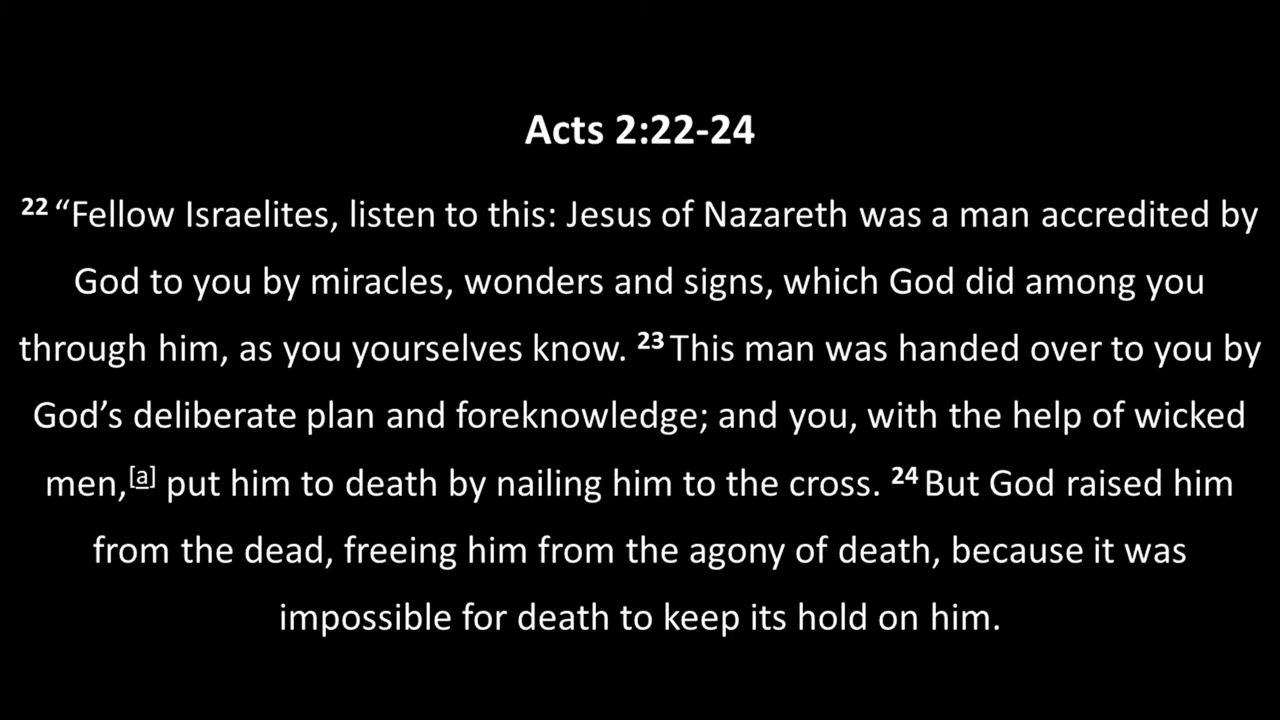 Acts 2:22-24
22 “Fellow Israelites, listen to this: Jesus of Nazareth was a man accredited by
God to you by miracles, wonders and signs, which God did among you
through him, as you yourselves know. 23 This man was handed over to you by
God’s deliberate plan and foreknowledge; and you, with the help of wicked
men,[a] put him to death by nailing him to the cross. 24 But God raised him
from the dead, freeing him from the agony of death, because it was
impossible for death to keep its hold on him.